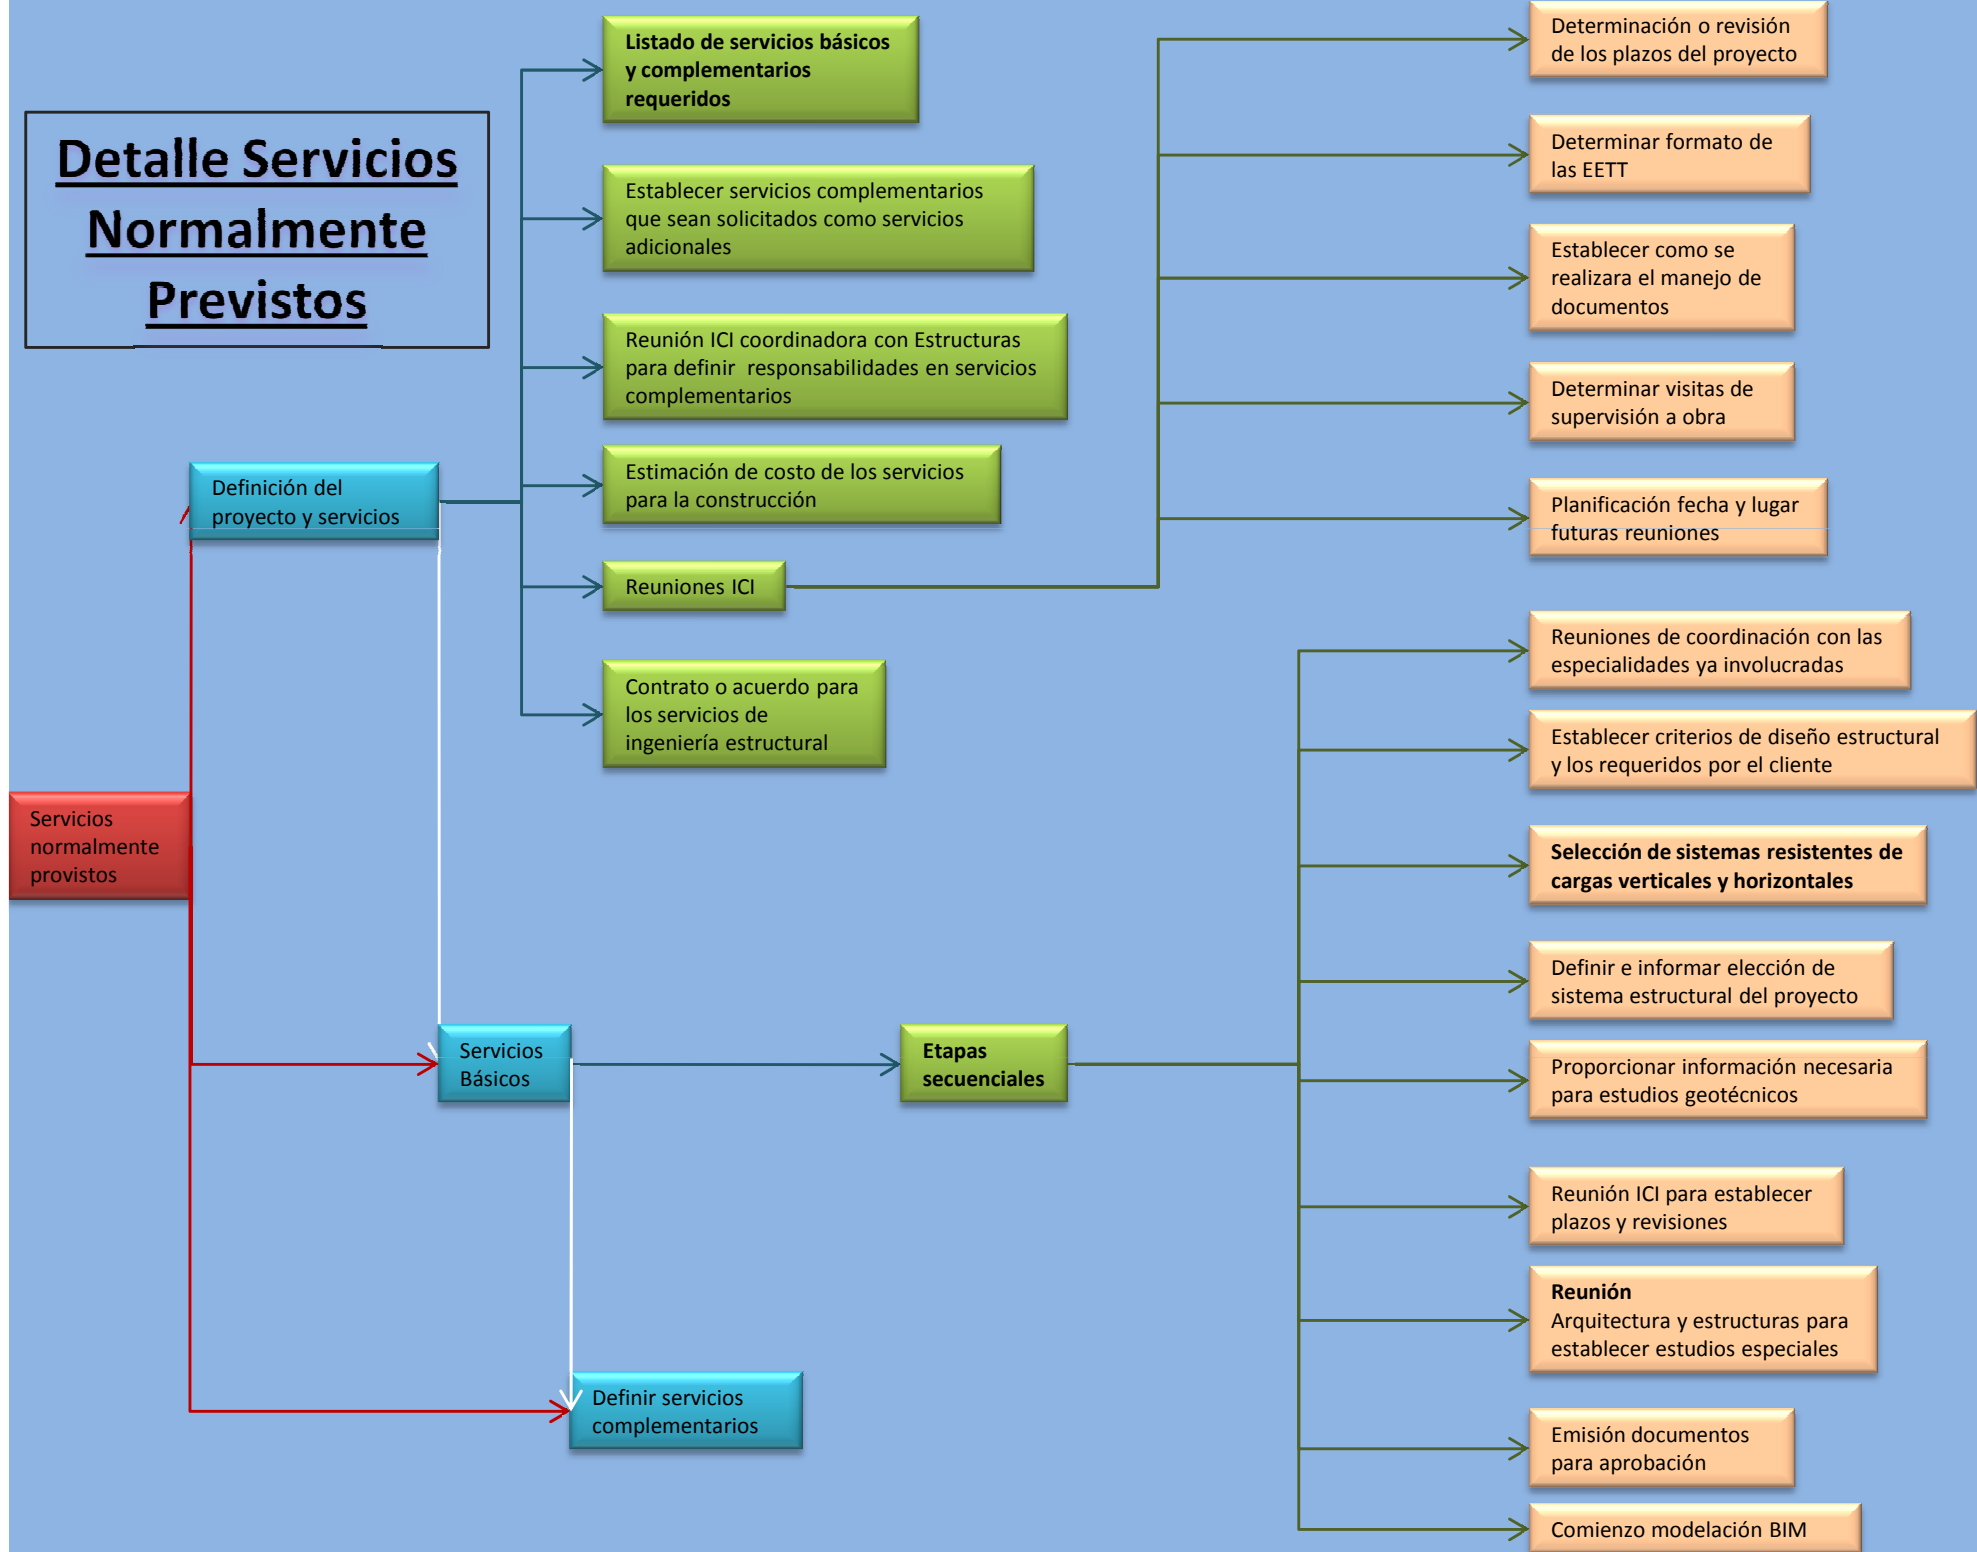 Detalle Servicios
Normalmente
Previstos
Servicios
normalmente
provistos
Definición del
proyecto y servicios
Servicios
Básicos
Definir servicios
complementarios
Listado de servicios básicos
y complementarios
requeridos
Establecer servicios complementarios
que sean solicitados como servicios
adicionales
Reunión ICI coordinadora con Estructuras
para definir responsabilidades en servicios
complementarios
Estimación de costo de los servicios
para la construcción
Reuniones ICI
Contrato o acuerdo para
los servicios de
ingeniería estructural
Etapas
secuenciales
Determinación o revisión
de los plazos del proyecto
Determinar formato de
las EETT
Establecer como se
realizara el manejo de
documentos
Determinar visitas de
supervisión a obra
Planificación fecha y lugar
futuras reuniones
Reuniones de coordinación con las
especialidades ya involucradas
Establecer criterios de diseño estructural
y los requeridos por el cliente
Selección de sistemas resistentes de
cargas verticales y horizontales
Definir e informar elección de
sistema estructural del proyecto
Proporcionar información necesaria
para estudios geotécnicos
Reunión ICI para establecer
plazos y revisiones
Reunión
Arquitectura y estructuras para
establecer estudios especiales
Emisión documentos
para aprobación
Comienzo modelación BIM